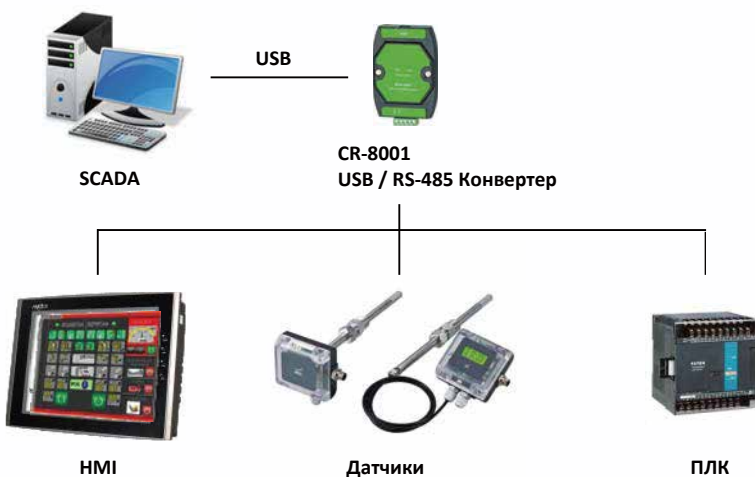 USB
SCADA
CR-8001
USB / RS-485 Конвертер
HMI
Датчики
ПЛК